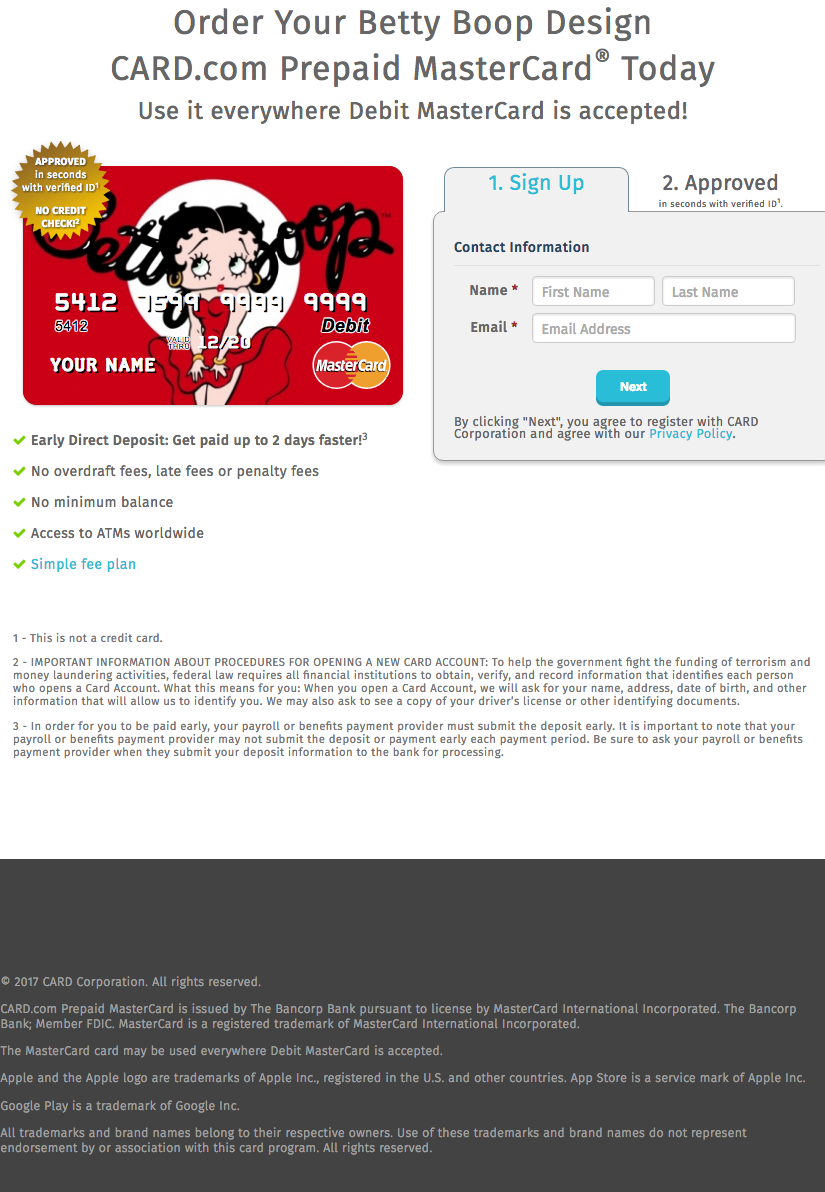 Order Your Betty Boop Design
CARD.com Prepaid MasterCard® Today
Use it everywhere Debit MasterCard is accepted!
APPROVED
in seconds
with verified ID1
NO CREDIT
CHECK!2
Betty Boop™
5412 7599 9999 9999
5412
Debit
VALID
THRU 12/20
YOUR NAME
MasterCard
1. Sign Up
2. Approved
in seconds with verified ID1.
Contact Information
Name * First Name Last Name
Email * Email Address
Next
By clicking "Next", you agree to register with CARD
Corporation and agree with our Privacy Policy.
Early Direct Deposit: Get paid up to 2 days faster!3
No overdraft fees, late fees or penalty fees
No minimum balance
Access to ATMs worldwide
Simple fee plan
1 - This is not a credit card.
2 - IMPORTANT INFORMATION ABOUT PROCEDURES FOR OPENING A NEW CARD ACCOUNT: To help the government fight the funding of terrorism and
money laundering activities, federal law requires all financial institutions to obtain, verify, and record information that identifies each person
who opens a Card Account. What this means for you: When you open a Card Account, we will ask for your name, address, date of birth, and other
information that will allow us to identify you. We may also ask to see a copy of your driver's license or other identifying documents.
3 - In order for you to be paid early, your payroll or benefits payment provider must submit the deposit early. It is important to note that your
payroll or benefits payment provider may not submit the deposit or payment early each payment period. Be sure to ask your payroll or benefits
payment provider when they submit your deposit information to the bank for processing.
© 2017 CARD Corporation. All rights reserved.
CARD.com Prepaid MasterCard is issued by The Bancorp Bank pursuant to license by MasterCard International Incorporated. The Bancorp
Bank; Member FDIC. MasterCard is a registered trademark of MasterCard International Incorporated.
The MasterCard card may be used everywhere Debit MasterCard is accepted.
Apple and the Apple logo are trademarks of Apple Inc., registered in the U.S. and other countries. App Store is a service mark of Apple Inc.
Google Play is a trademark of Google Inc.
All trademarks and brand names belong to their respective owners. Use of these trademarks and brand names do not represent
endorsement by or association with this card program. All rights reserved.